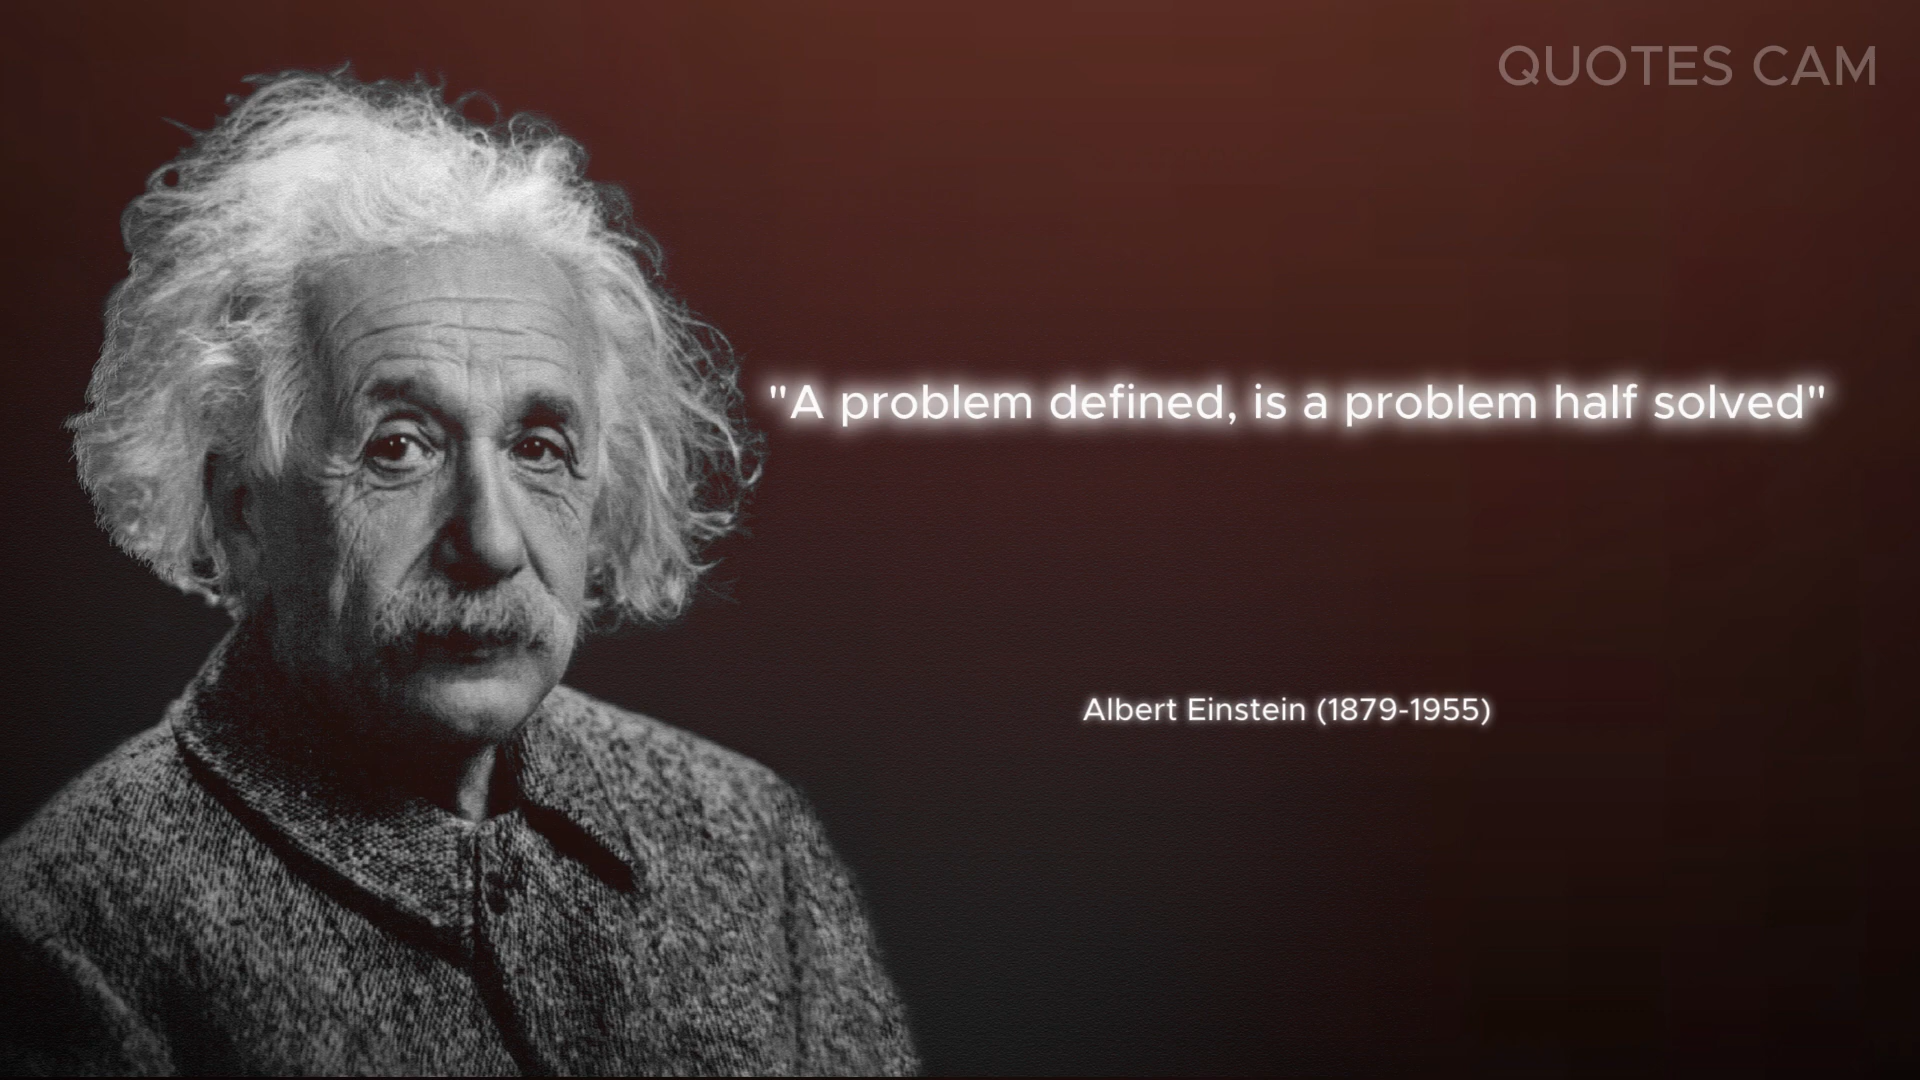 QUOTES CAM
"A problem defined, is a problem half solved"
Albert Einstein (1879-1955)